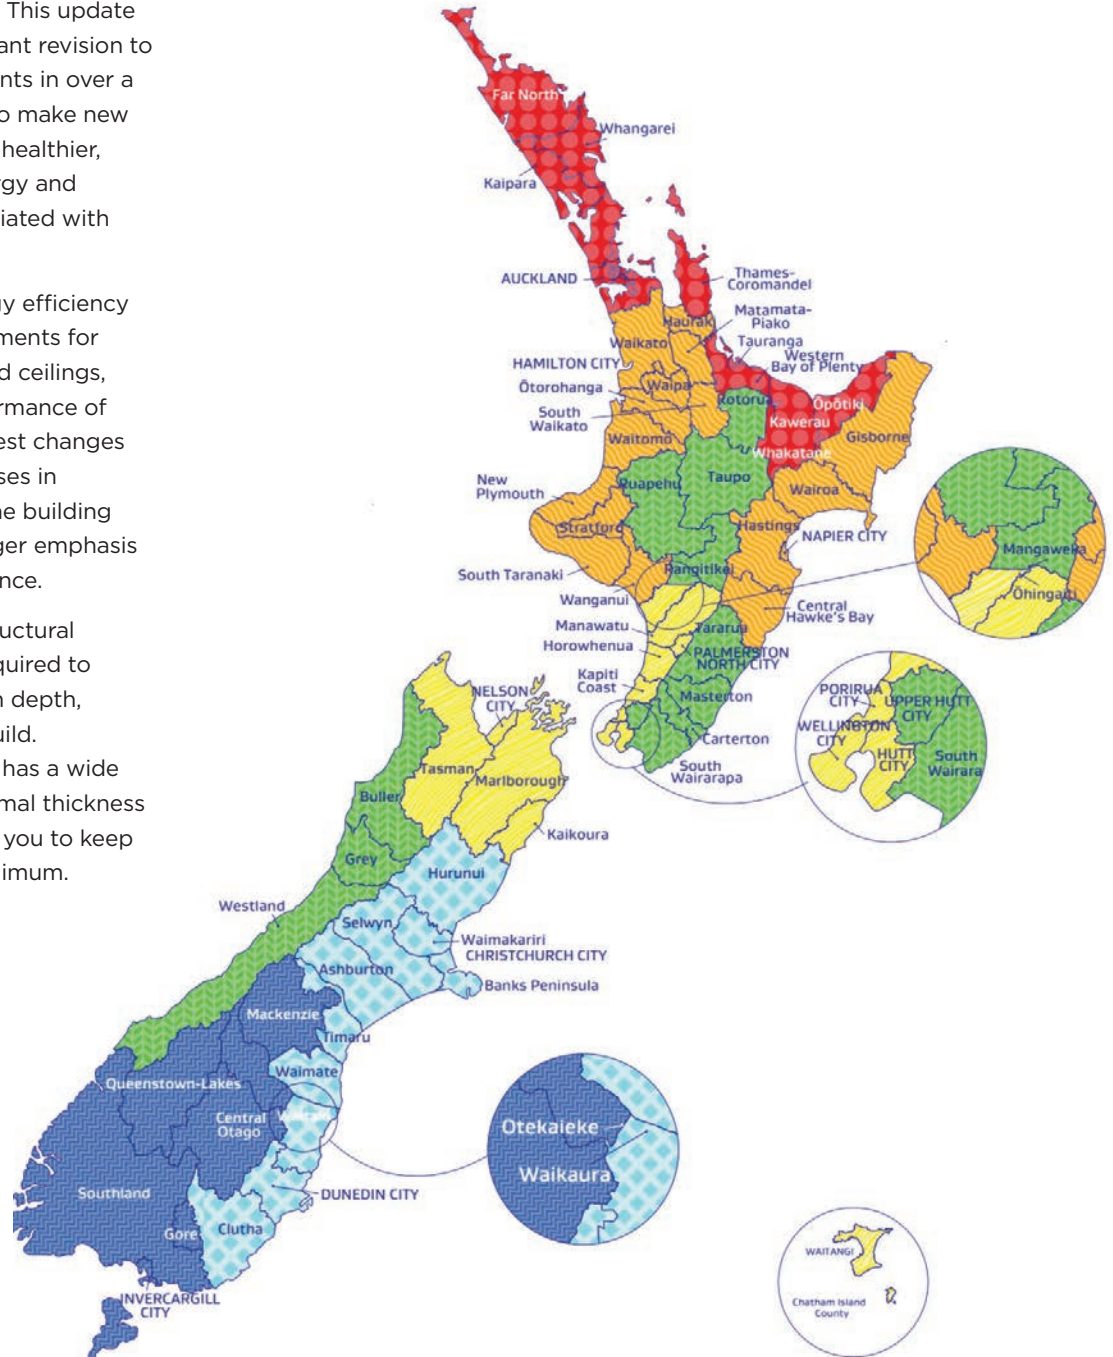 This update
ant revision to
nts in over a
o make new
healthier,
rgy and
iated with
gy efficiency
ments for
d ceilings,
rmance of
est changes
ses in
ne building
ger emphasis
nce.
uctural
quired to
n depth,
uild.
has a wide
mal thickness
you to keep
imum.
Far North
Whangarei
Kaipara
AUCKLAND
Thames-
Coromandel
Haurak
Matamata-
Piako
Waikato
Tauranga
Western
Bay of Plenty
HAMILTON CITY
Waipa
Ōtorohanga
Rotorua
Ōpōtiki
South
Waikato
Kawerau
Gisborne
Waitomo
Whakatane
Taupo
New
Plymouth
Ruapehu
Wairoa
Stratford
Hastings
NAPIER CITY
South Taranaki
Rangitikei
Wanganui
Central
Hawke's Bay
Manawatu
Tararua
Horowhenua
PALMERSTON
NORTH CITY
Kapiti
Coast
Masterton
Carterton
South
Wairarapa
Mangaweka
Ōhingaiti
PORIRUA
CITY
UPPER HUTT
CITY
WELLINGTON
CITY
HUTT
CITY
South
Wairara
NELSON
CITY
Tasman
Marlborough
Buller
Kaikoura
Grey
Hurunui
Westland
Selwyn
Waimakariri
CHRISTCHURCH CITY
Ashburton
Banks Peninsula
Mackenzie
Timaru
Waimate
Queenstown-Lakes
Central
Otago
Otekaieke
Waikaura
Southland
DUNEDIN CITY
Clutha
Gore
INVERCARGILL
CITY
WAITANGI
Chatham Island
County